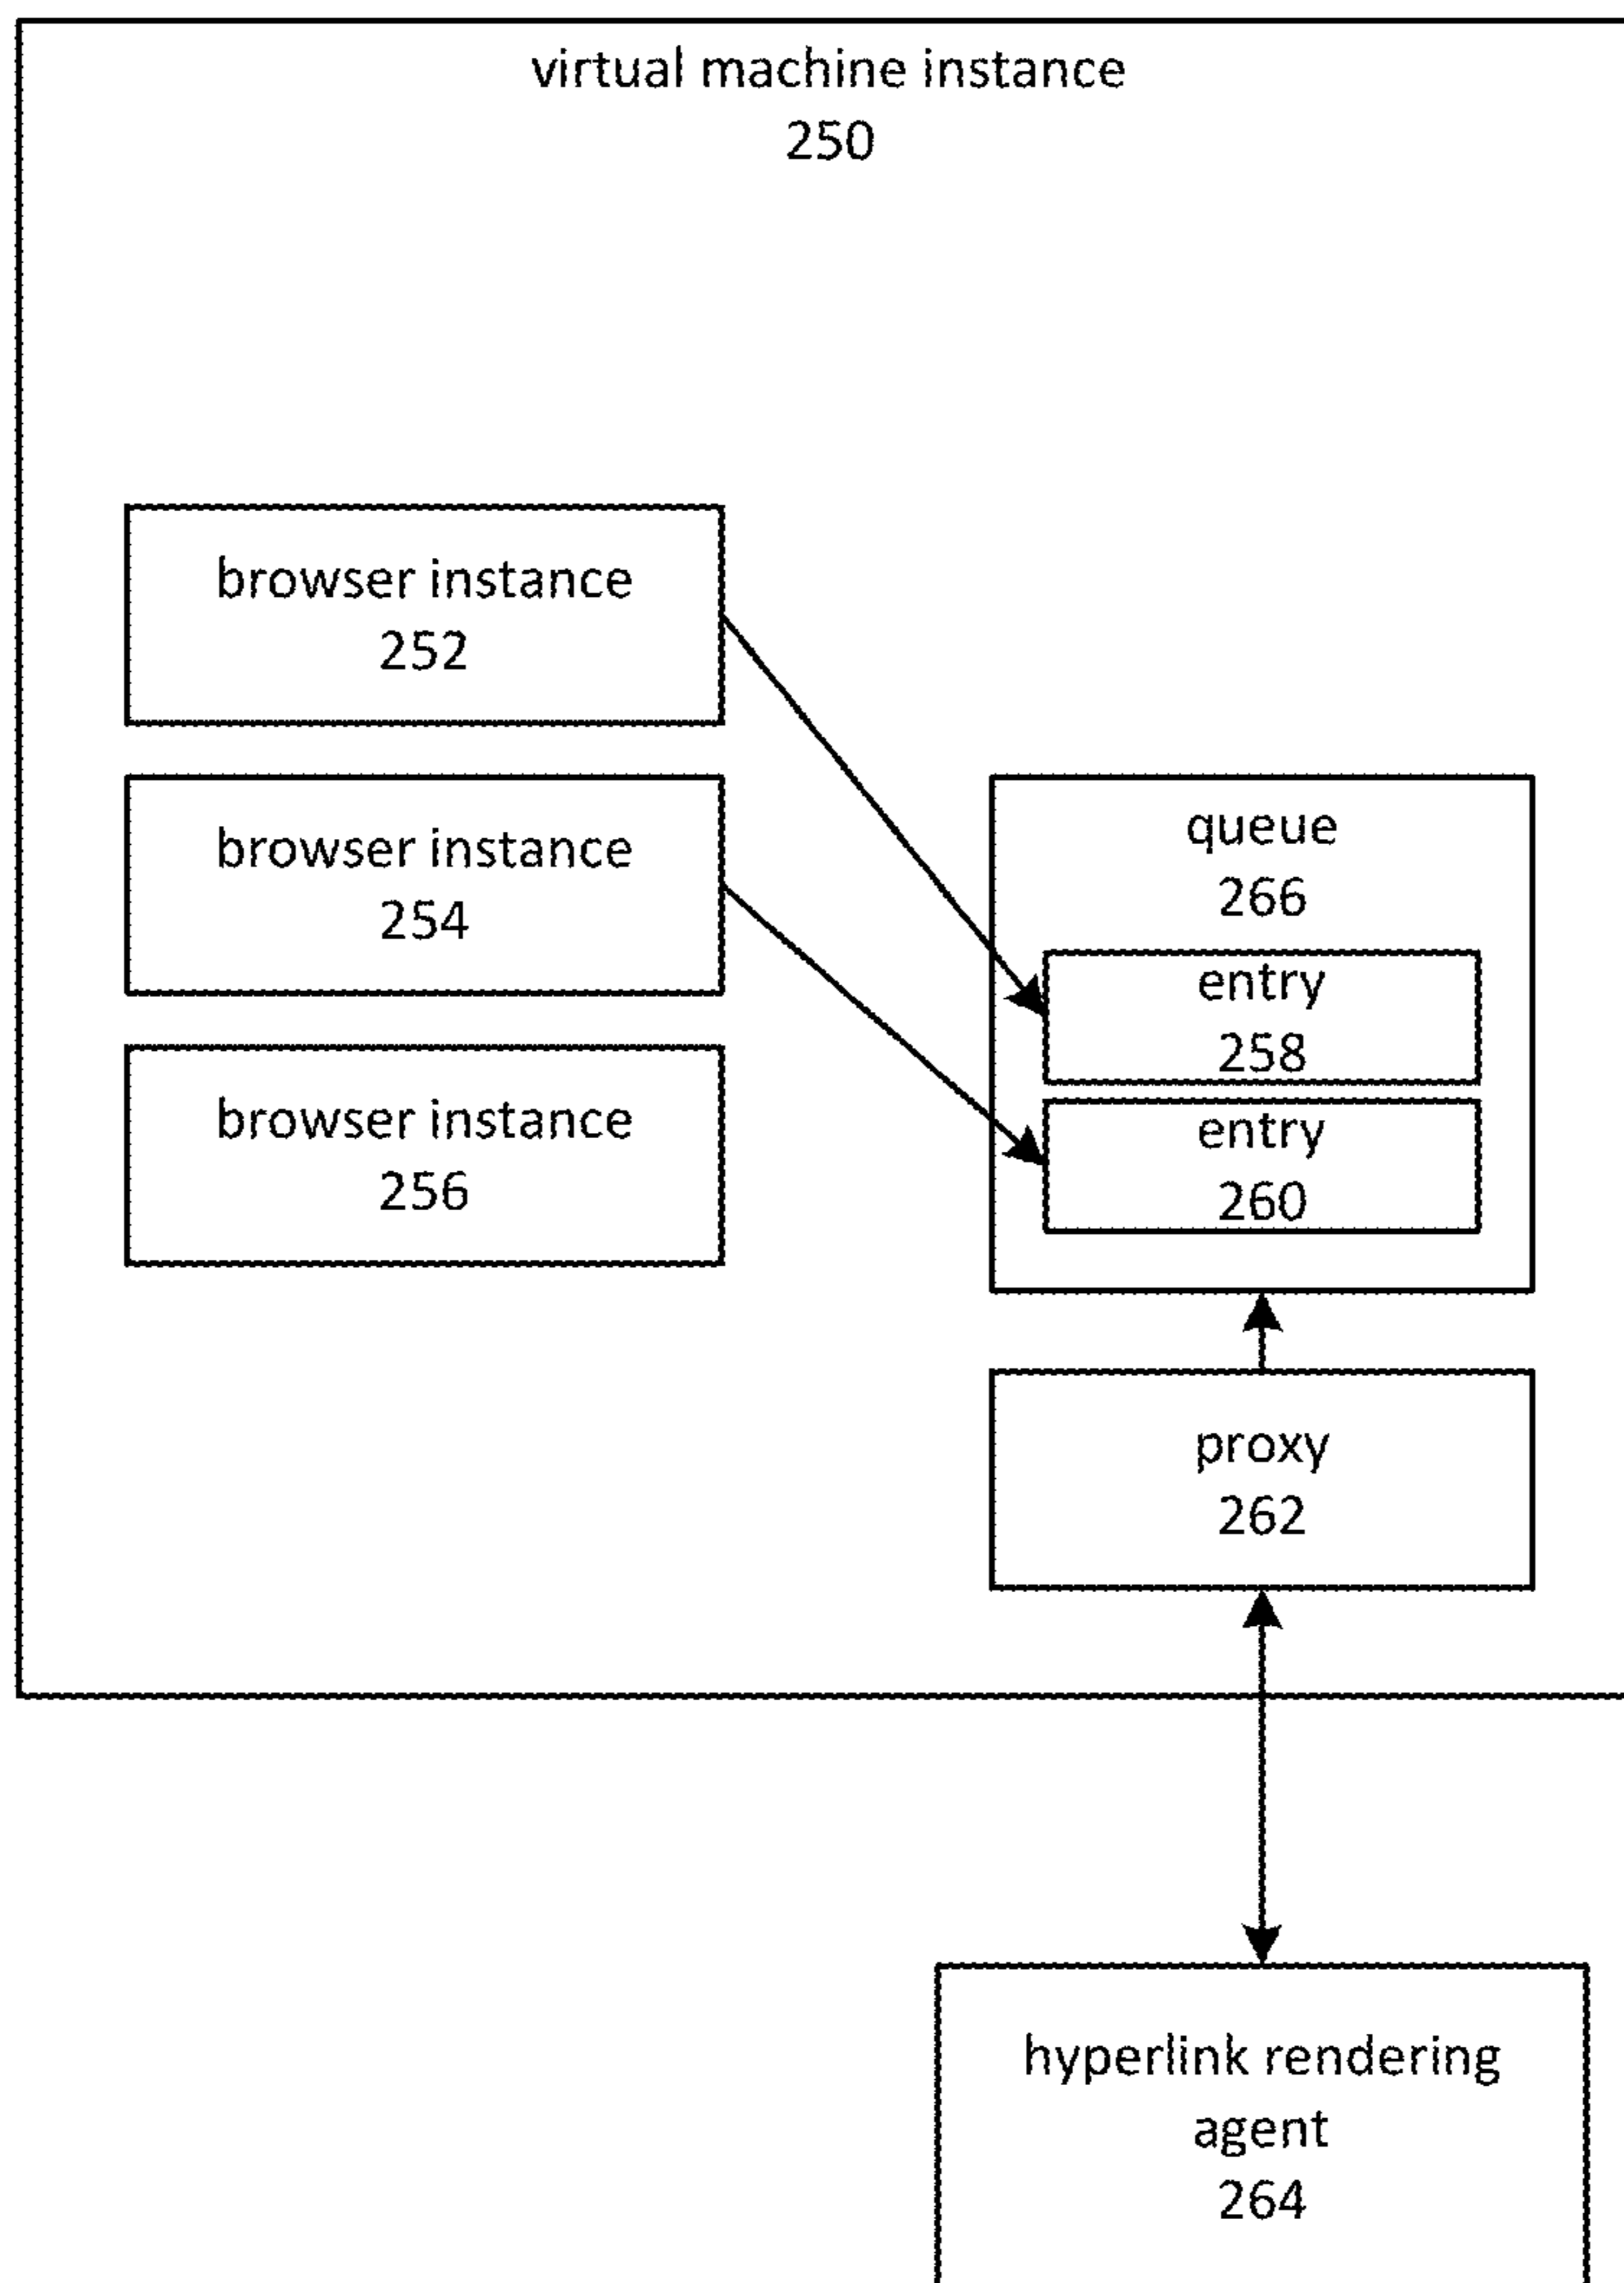 virtual machine instance
250
browser instance
252
browser instance
254
browser instance
256
queue
266
entry
258
entry
260
proxy
262
hyperlink rendering
agent
264